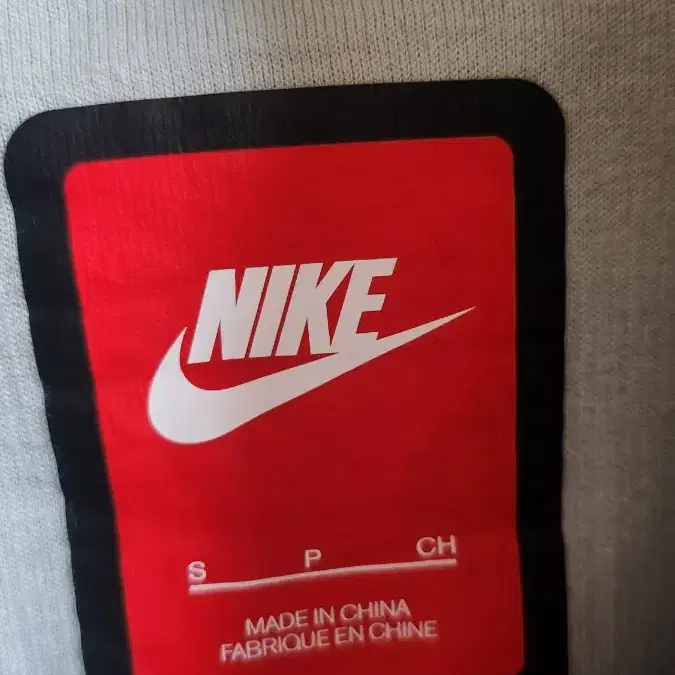 NIKE
S P CH
MADE IN CHINA
FABRIQUE EN CHINE